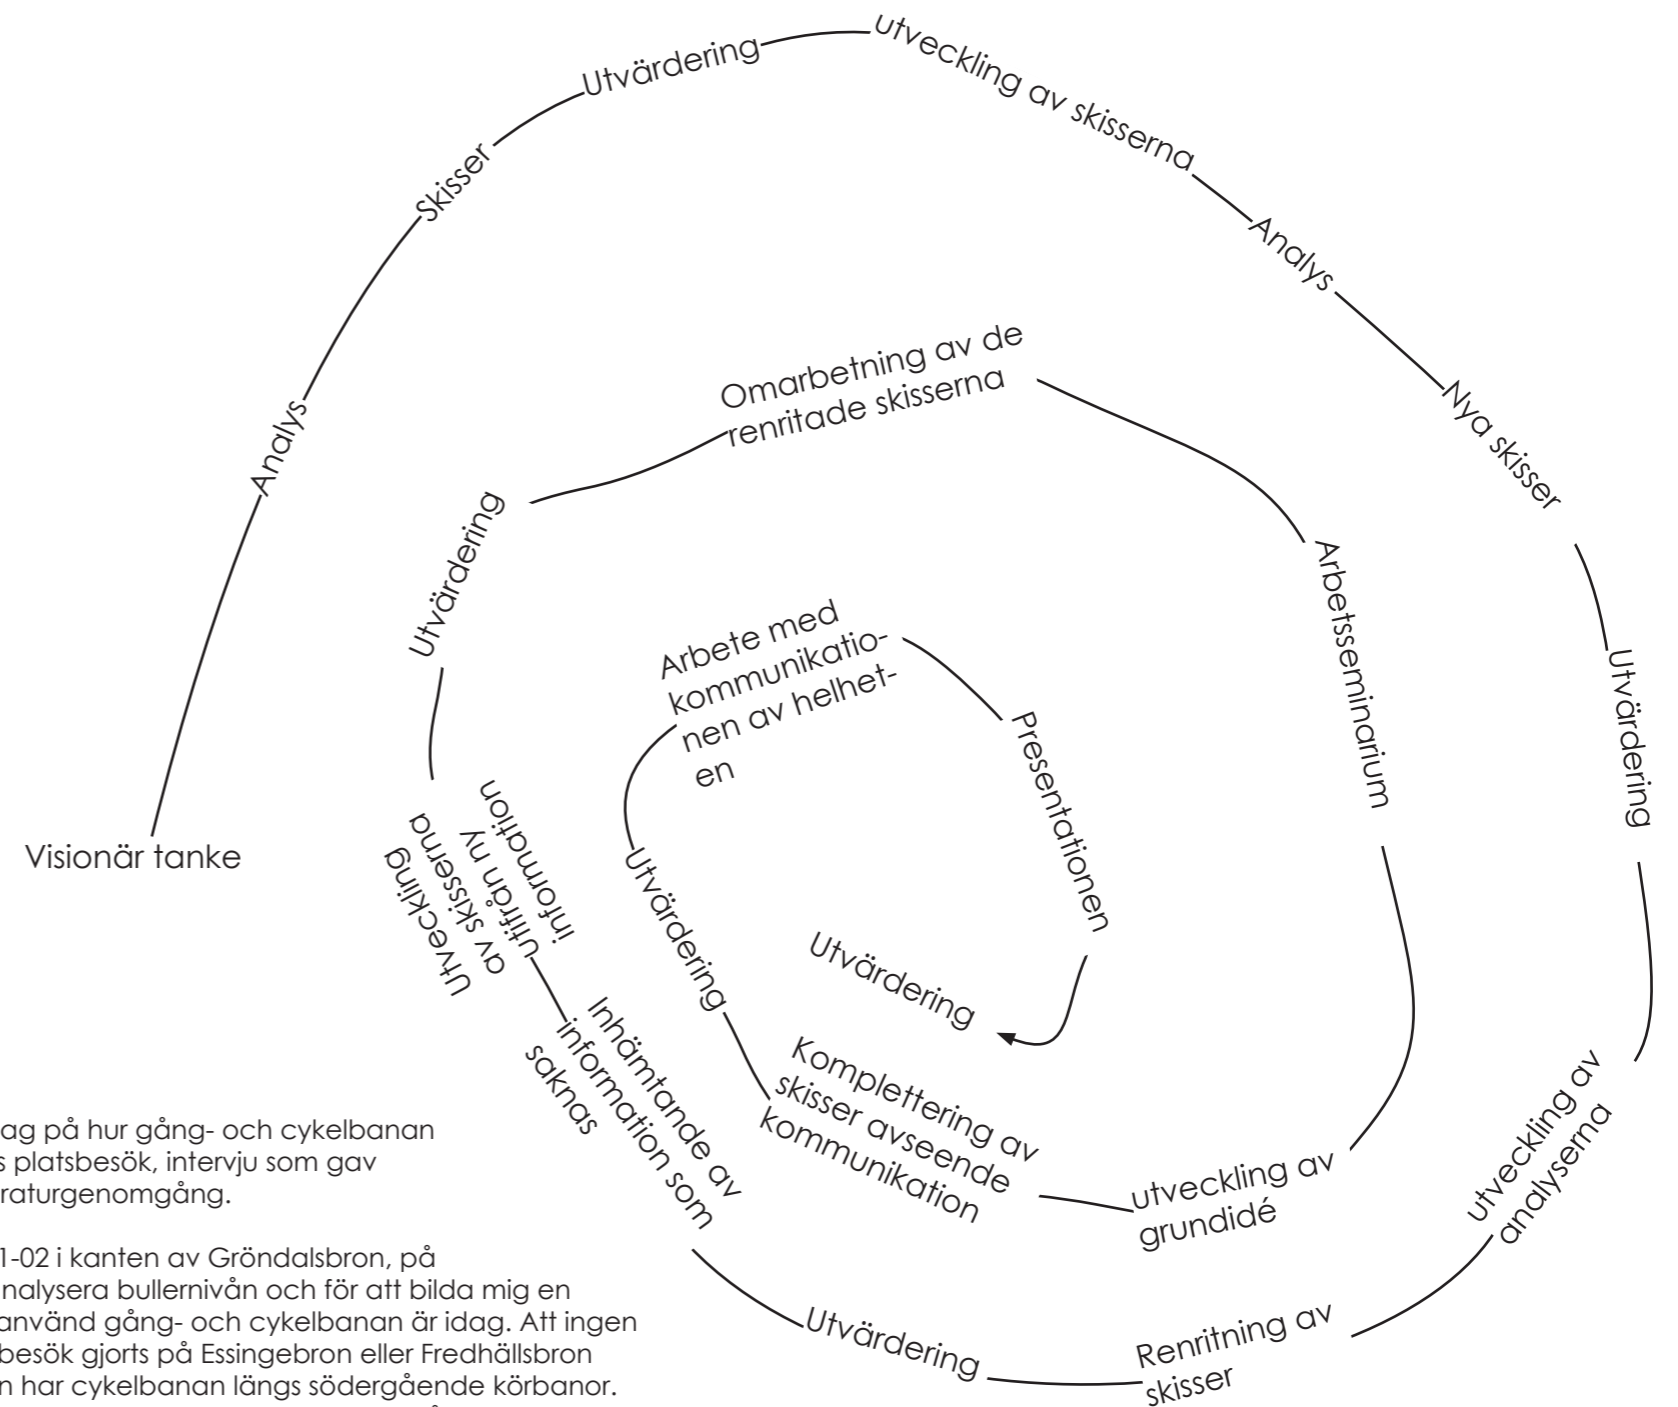 Visionär tanke
Analys
Skisser
Utvärdering
utveckling av skisserna
Analys
Nya skisser
Utvärdering
utveckling av
analyserna
Renritning av
skisser
Utvärdering
Inhämtande av
information som
saknas
Utveckling
av skisserna
utifrån ny
information
Utvärdering
Omarbetning av de
renritade skisserna
Arbetsseminarium
utveckling av
grundidé
Komplettering av
skisser avseende
kommunikation
Utvärdering
Arbete med
kommunikatio-
nen av helhet-
en
Presentationen
Utvärdering
ag på hur gång- och cykelbanan
s platsbesök, intervju som gav
raturgenomgång.
1-02 i kanten av Gröndalsbron, på
nalysera bullernivån och för att bilda mig en
använd gång- och cykelbanan är idag. Att ingen
besök gjorts på Essingebron eller Fredhällsbron
n har cykelbanan längs södergående körbanor.